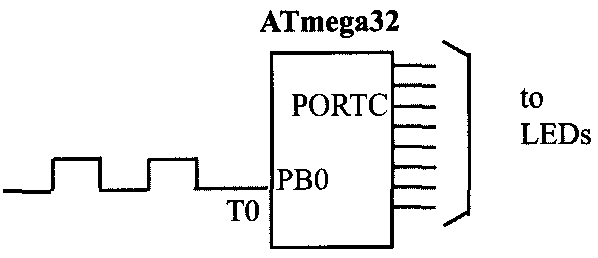 ATmega32
PORTC
to
LEDs
PB0
T0